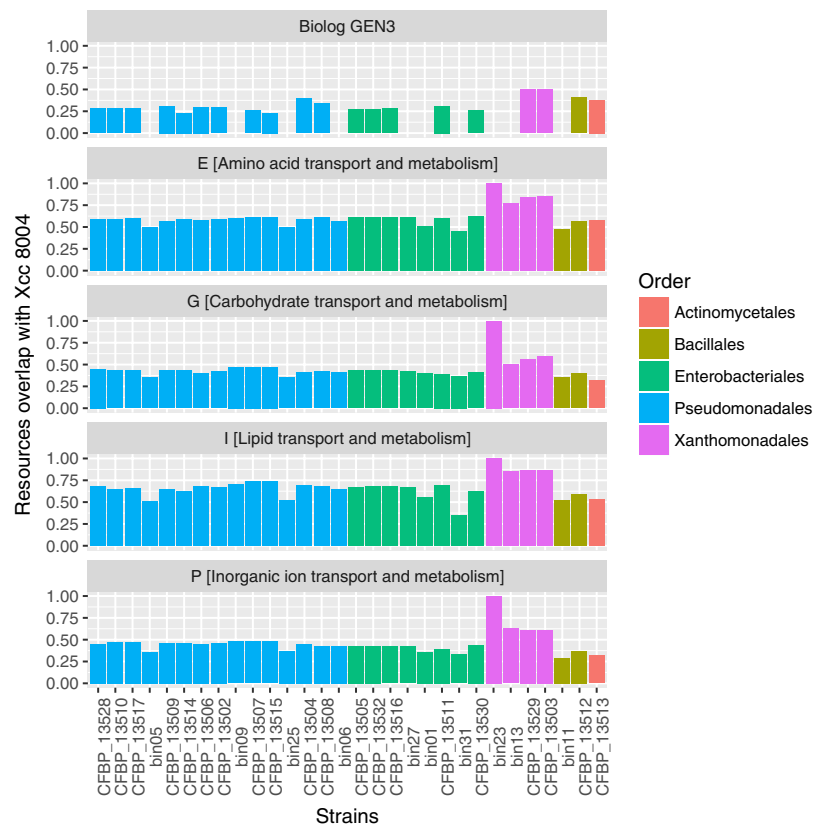 Biolog GEN3
1.00
0.75
0.50
0.25
0.00
E [Amino acid transport and metabolism]
1.00
0.75
0.50
0.25
0.00
G [Carbohydrate transport and metabolism]
1.00
0.75
0.50
0.25
0.00
I [Lipid transport and metabolism]
1.00
0.75
0.50
0.25
0.00
P [Inorganic ion transport and metabolism]
1.00
0.75
0.50
0.25
0.00
Resources overlap with Xcc 8004
CFBP_13528
CFBP_13510
CFBP_13517
bin05
CFBP_13509
CFBP_13514
CFBP_13506
CFBP_13502
bin09
CFBP_13507
CFBP_13515
bin25
CFBP_13504
CFBP_13508
bin06
CFBP_13505
CFBP_13532
CFBP_13516
bin27
bin01
CFBP_13511
bin31
CFBP_13530
bin23
bin13
CFBP_13529
CFBP_13503
bin11
CFBP_13512
CFBP_13513
Strains
Order
Actinomycetales
Bacillales
Enterobacteriales
Pseudomonadales
Xanthomonadales